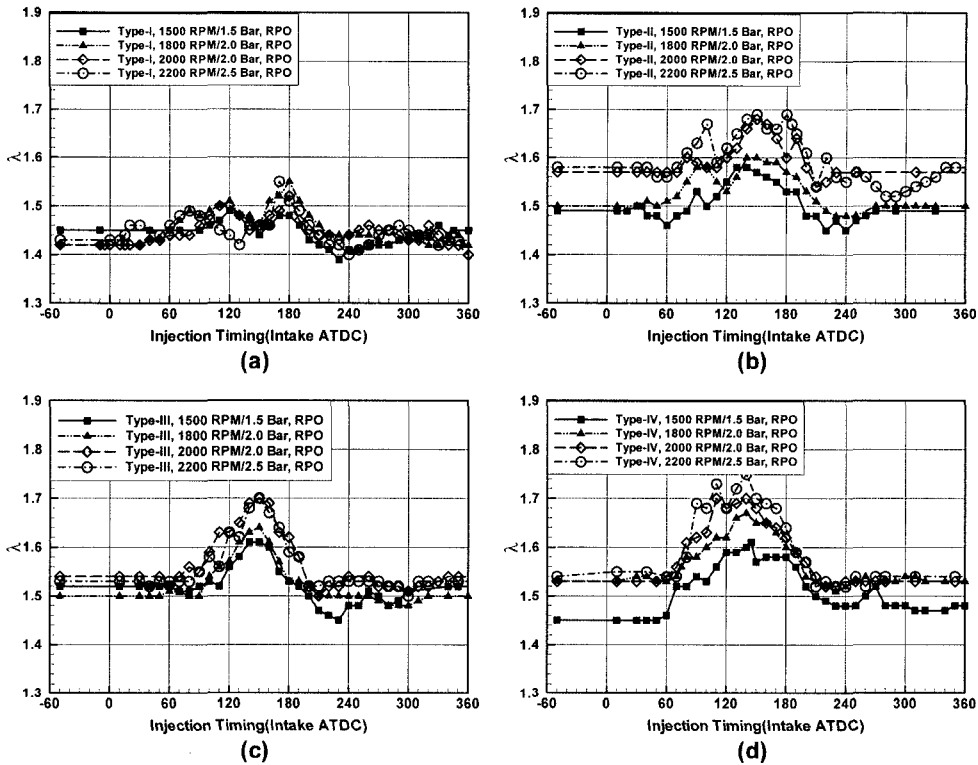 1.9
1.8
1.7
1.6
1.5
1.4
1.3
λ
Type-I, 1500 RPM/1.5 Bar, RPO
Type-I, 1800 RPM/2.0 Bar, RPO
Type-I, 2000 RPM/2.0 Bar, RPO
Type-I, 2200 RPM/2.5 Bar, RPO
-60 0 60 120 180 240 300 360
Injection Timing(Intake ATDC)
(a)
1.9
1.8
1.7
1.6
1.5
1.4
1.3
λ
Type-II, 1500 RPM/1.5 Bar, RPO
Type-II, 1800 RPM/2.0 Bar, RPO
Type-II, 2000 RPM/2.0 Bar, RPO
Type-II, 2200 RPM/2.5 Bar, RPO
-60 0 60 120 180 240 300 360
Injection Timing(Intake ATDC)
(b)
1.9
1.8
1.7
1.6
1.5
1.4
1.3
λ
Type-III, 1500 RPM/1.5 Bar, RPO
Type-III, 1800 RPM/2.0 Bar, RPO
Type-III, 2000 RPM/2.0 Bar, RPO
Type-III, 2200 RPM/2.5 Bar, RPO
-60 0 60 120 180 240 300 360
Injection Timing(Intake ATDC)
(c)
1.9
1.8
1.7
1.6
1.5
1.4
1.3
λ
Type-IV, 1500 RPM/1.5 Bar, RPO
Type-IV, 1800 RPM/2.0 Bar, RPO
Type-IV, 2000 RPM/2.0 Bar, RPO
Type-IV, 2200 RPM/2.5 Bar, RPO
-60 0 60 120 180 240 300 360
Injection Timing(Intake ATDC)
(d)